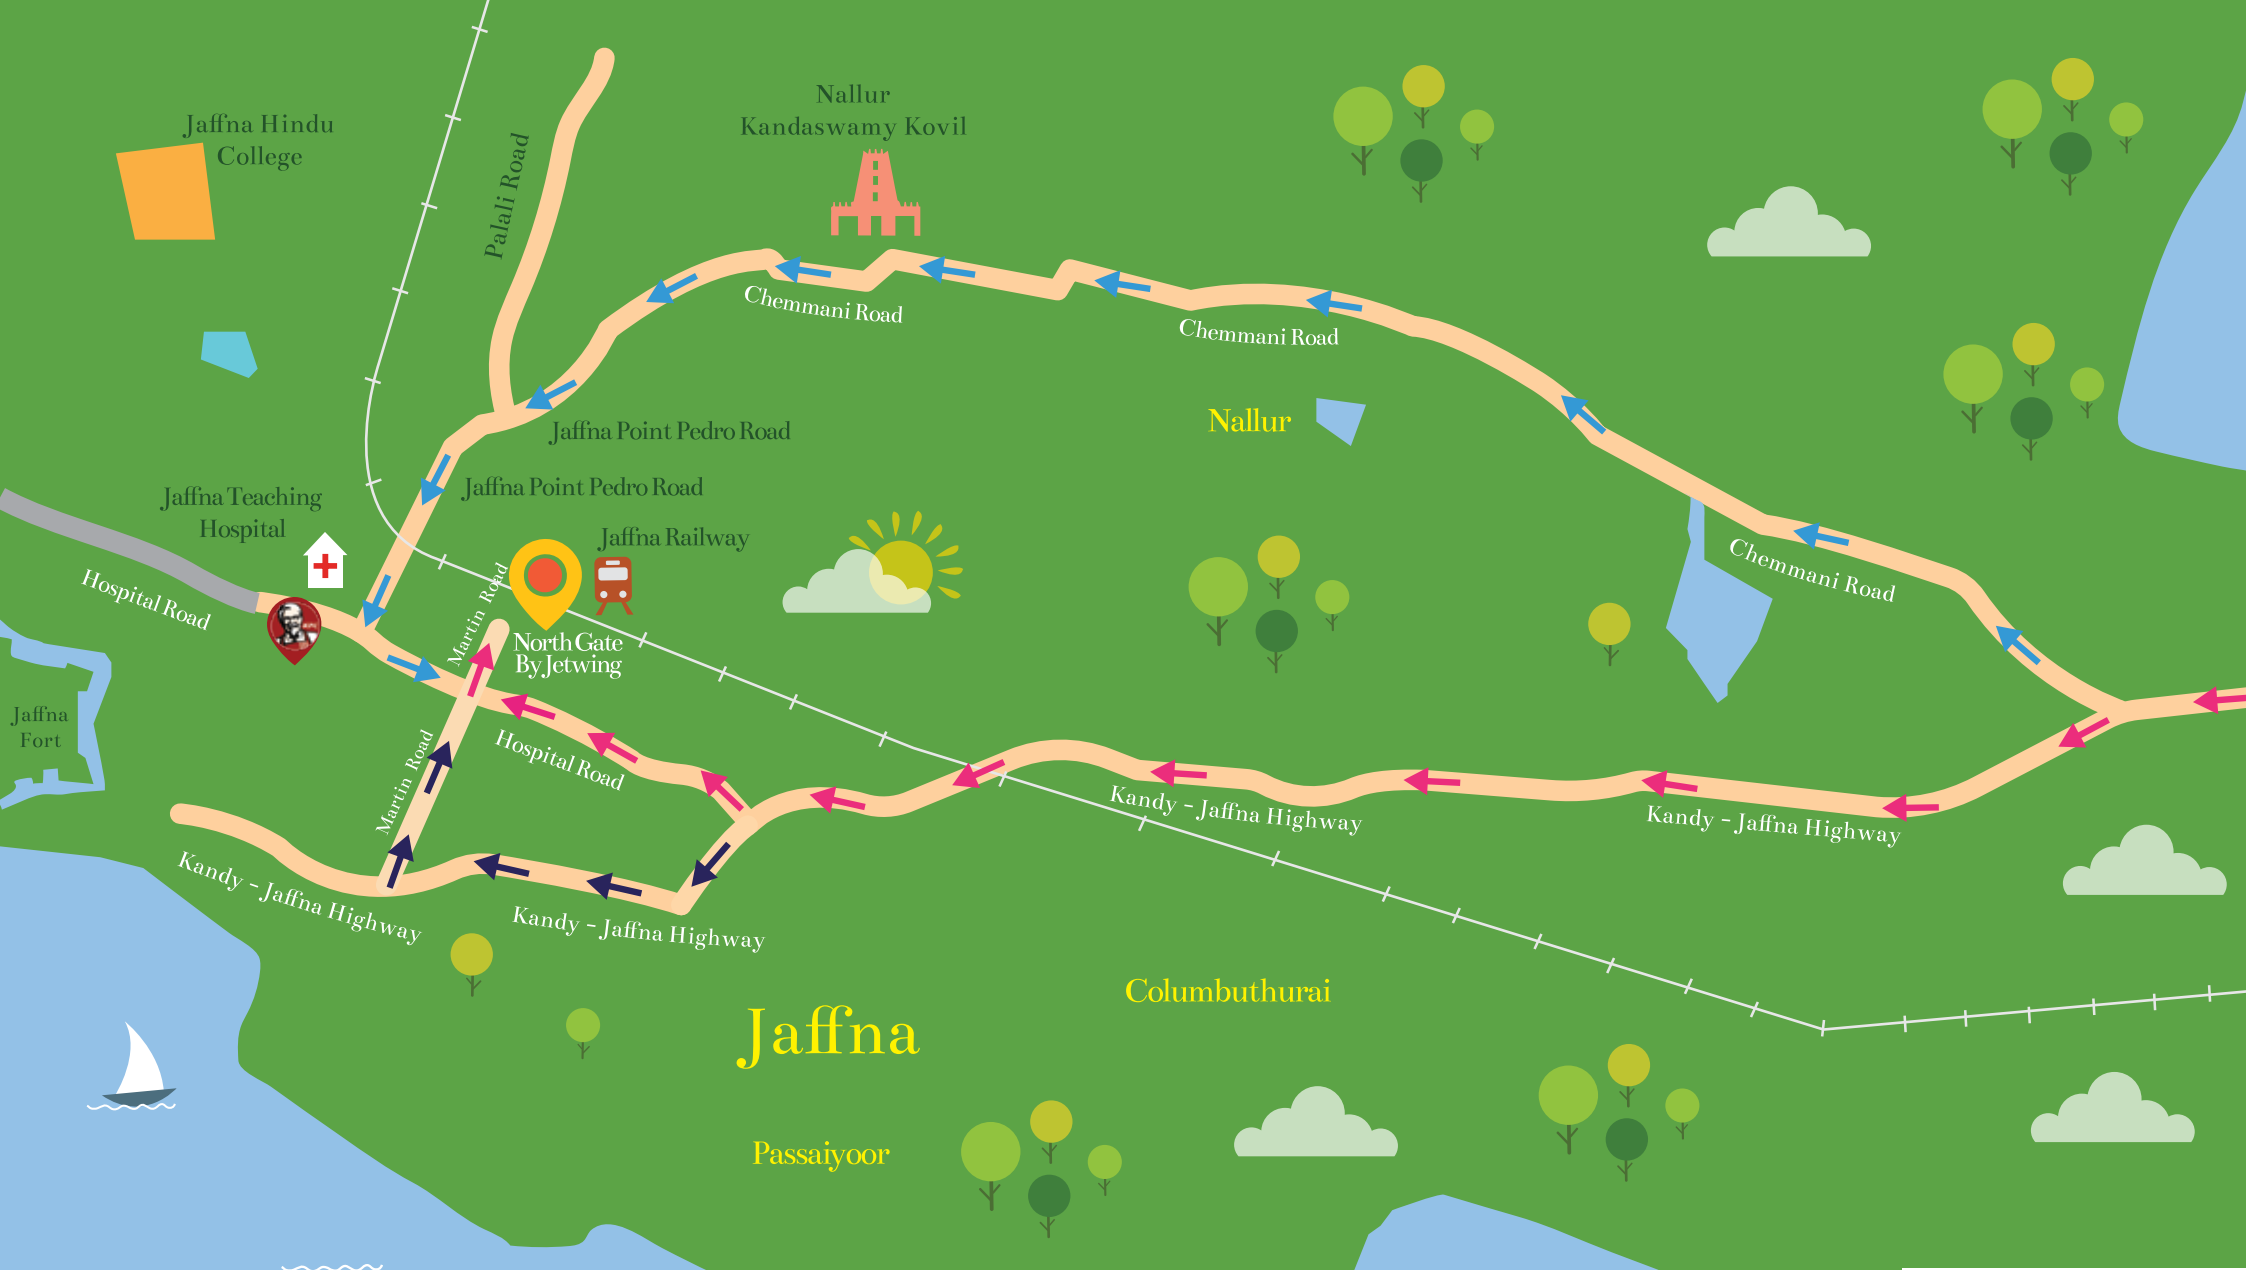 Nallur
Kandaswamy Kovil
Jaffna Hindu
College
Palali Road
Chemmani Road
Chemmani Road
Nallur
Jaffna Point Pedro Road
Jaffna Point Pedro Road
Jaffna Teaching
Hospital
Jaffna Railway
Chemmani Road
Hospital Road
Martin Road
North Gate
By Jetwing
Jaffna
Fort
Hospital Road
Martin Road
Kandy - Jaffna Highway
Kandy - Jaffna Highway
Kandy - Jaffna Highway
Kandy - Jaffna Highway
Columbuthurai
Jaffna
Passaiyoor